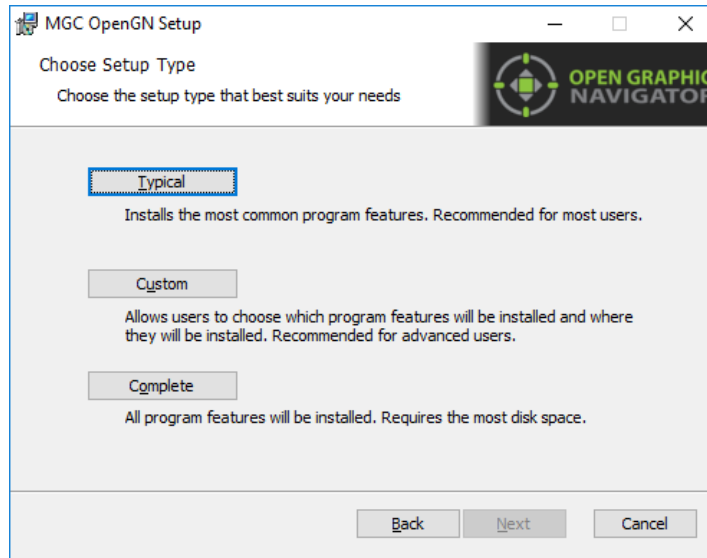 MGC OpenGN Setup
Choose Setup Type
Choose the setup type that best suits your needs
OPEN GRAPHIC
NAVIGATOR
Typical
Installs the most common program features. Recommended for most users.
Custom
Allows users to choose which program features will be installed and where
they will be installed. Recommended for advanced users.
Complete
All program features will be installed. Requires the most disk space.
Back Next Cancel